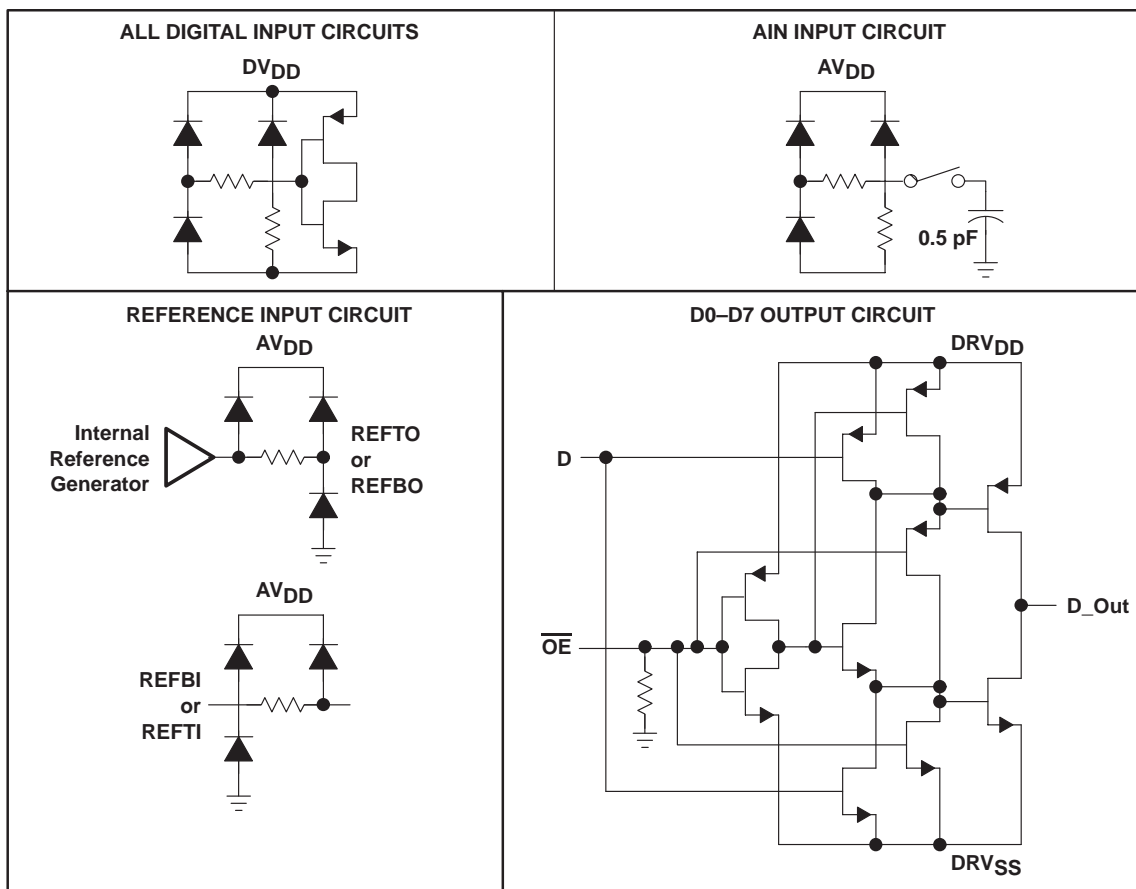 ALL DIGITAL INPUT CIRCUITS
DVDD
AIN INPUT CIRCUIT
AVDD
0.5 pF
REFERENCE INPUT CIRCUIT
AVDD
Internal
Reference
Generator
REFTO
or
REFBO
AVDD
REFBI
or
REFTI
D0–D7 OUTPUT CIRCUIT
DRVDD
D
D_Out
OE
DRVSS